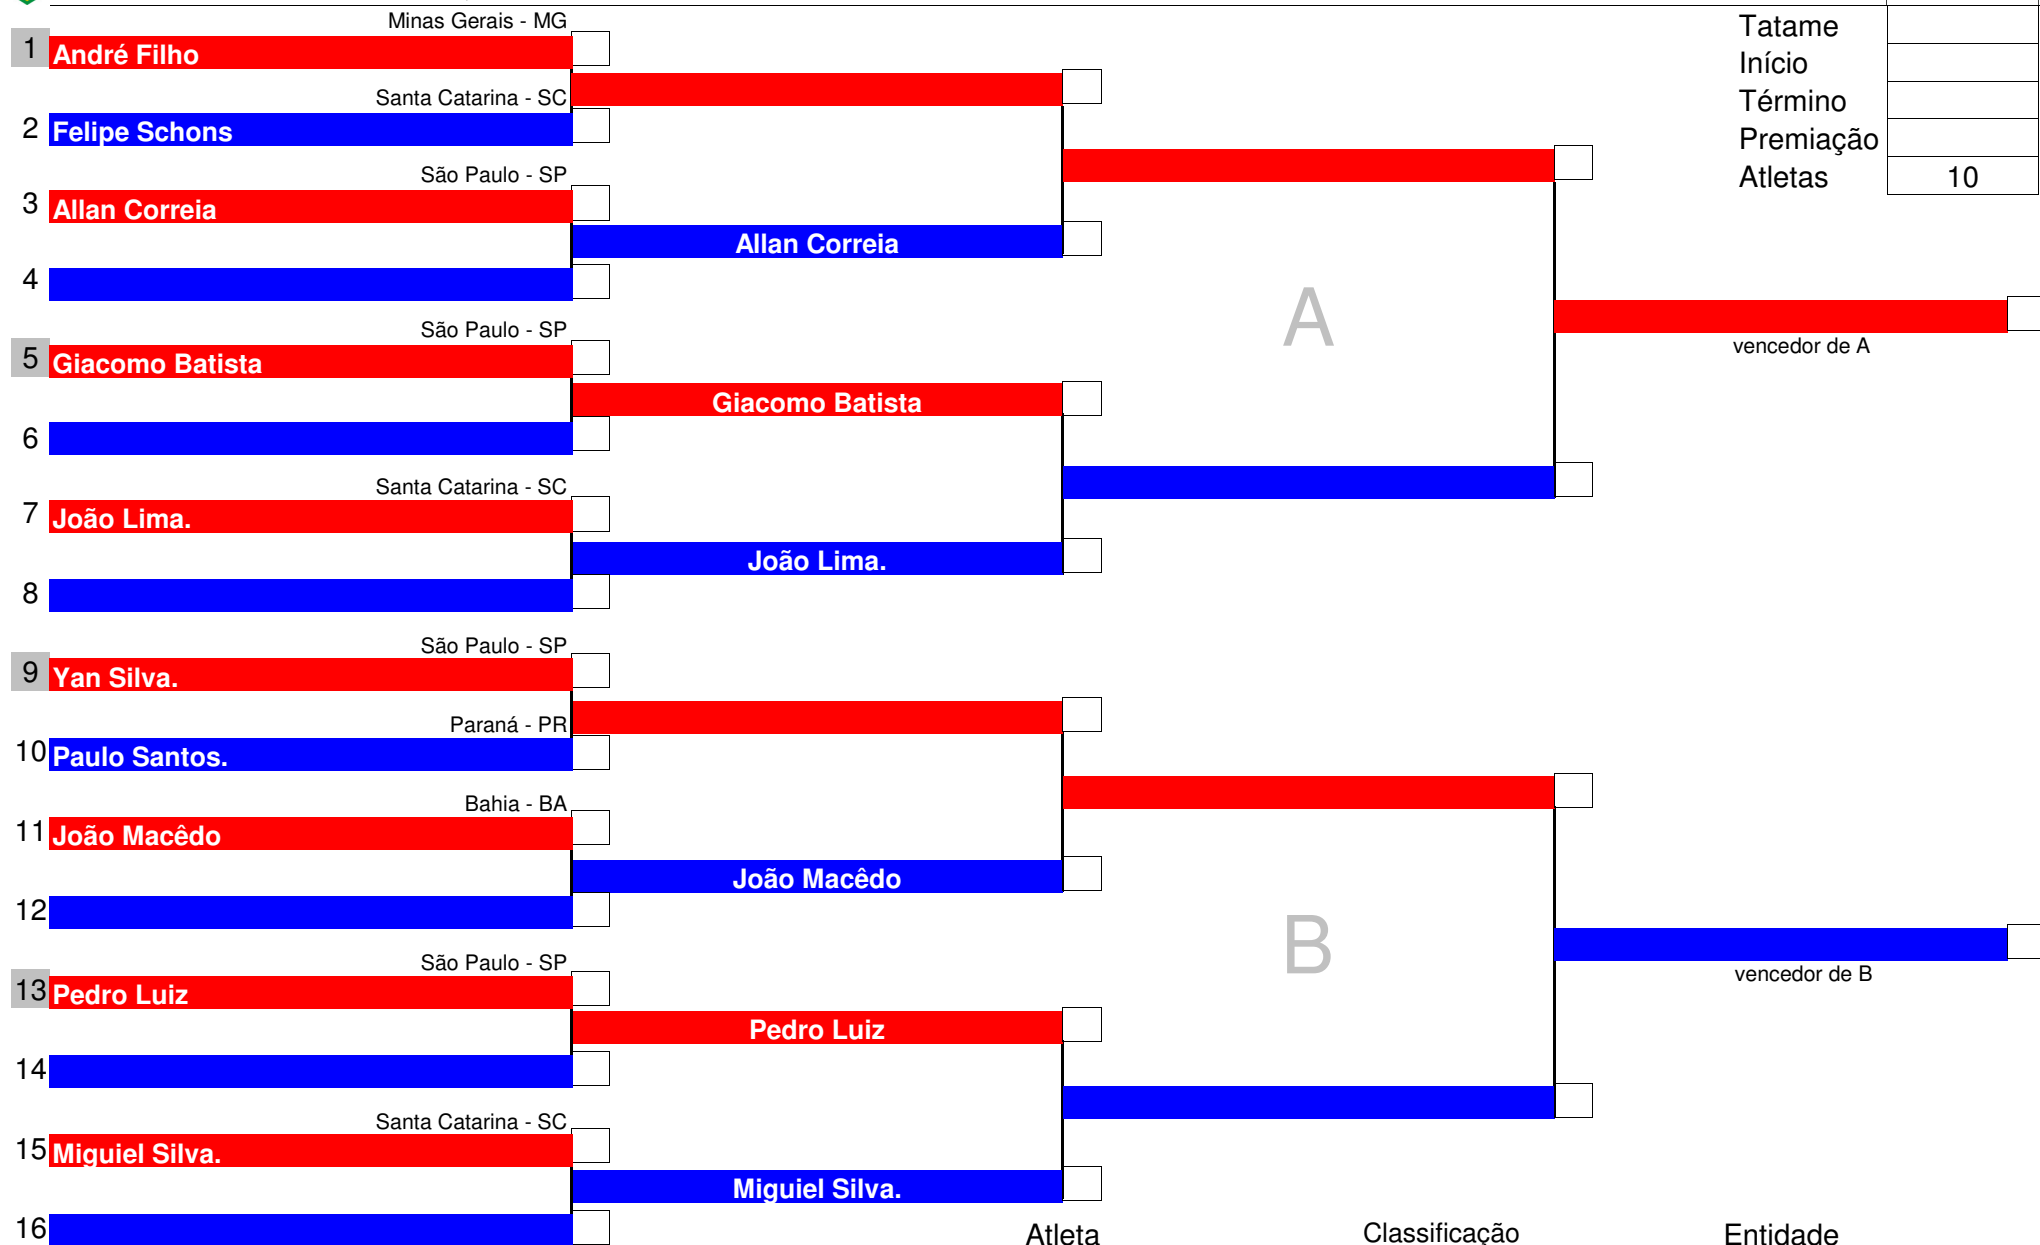 Minas Gerais - MG
Tatame
1 André Filho
Início
Santa Catarina - SC
Término
2 Felipe Schons
Premiação
São Paulo - SP
Atletas 10
3 Allan Correia
Allan Correia
4
A
São Paulo - SP
vencedor de A
5 Giacomo Batista
Giacomo Batista
6
Santa Catarina - SC
7 João Lima.
João Lima.
8
São Paulo - SP
9 Yan Silva.
Paraná - PR
10 Paulo Santos.
Bahia - BA
11 João Macêdo
João Macêdo
12
B
São Paulo - SP
vencedor de B
13 Pedro Luiz
Pedro Luiz
14
Santa Catarina - SC
15 Miguiel Silva.
Miguiel Silva.
16
Atleta Classificação Entidade